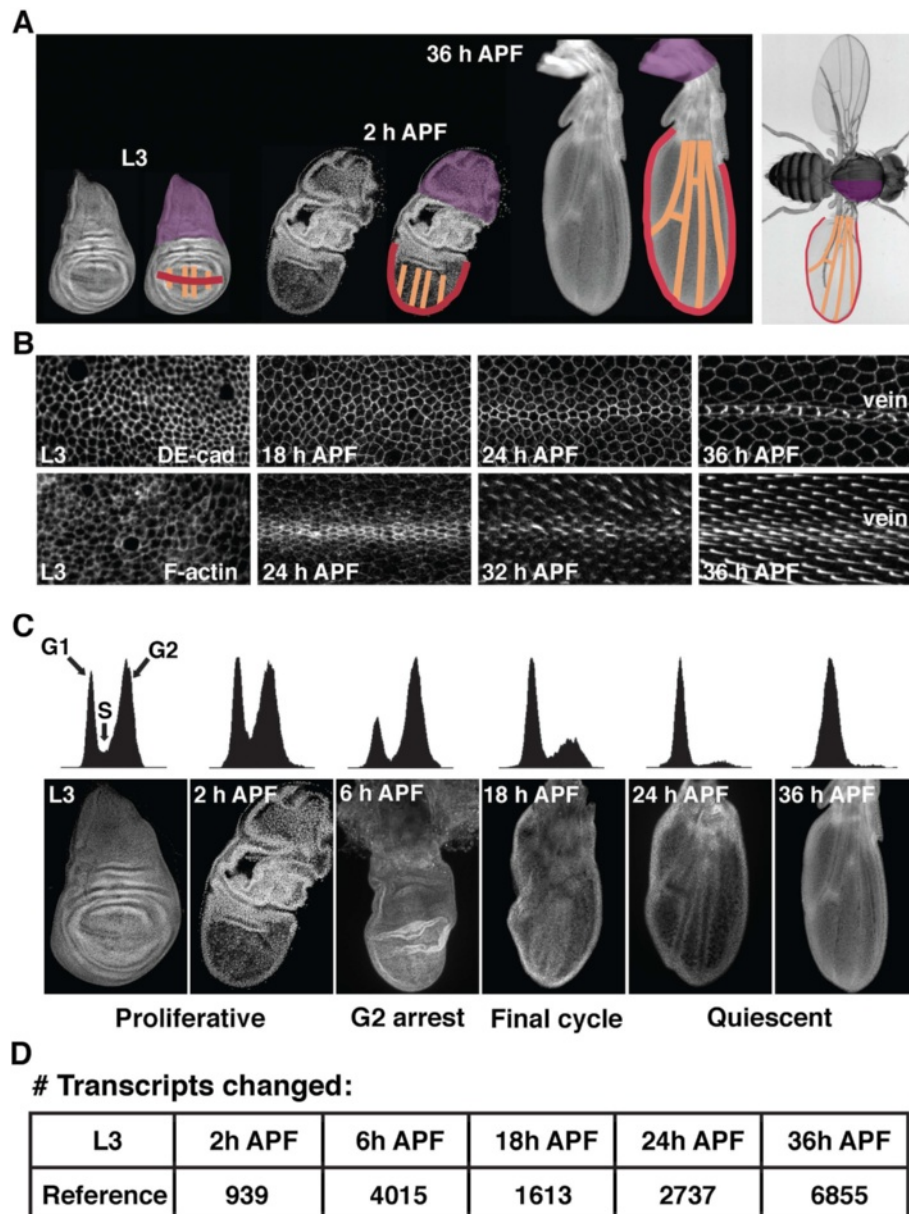 A
L3
2 h APF
36 h APF
B
L3 DE-cad
18 h APF
24 h APF
vein
36 h APF
L3 F-actin
24 h APF
32 h APF
vein
36 h APF
C
G1
S
G2
L3
2 h APF
6 h APF
18 h APF
24 h APF
36 h APF
Proliferative
G2 arrest
Final cycle
Quiescent
D
# Transcripts changed:
L3 2h APF 6h APF 18h APF 24h APF 36h APF
Reference 939 4015 1613 2737 6855